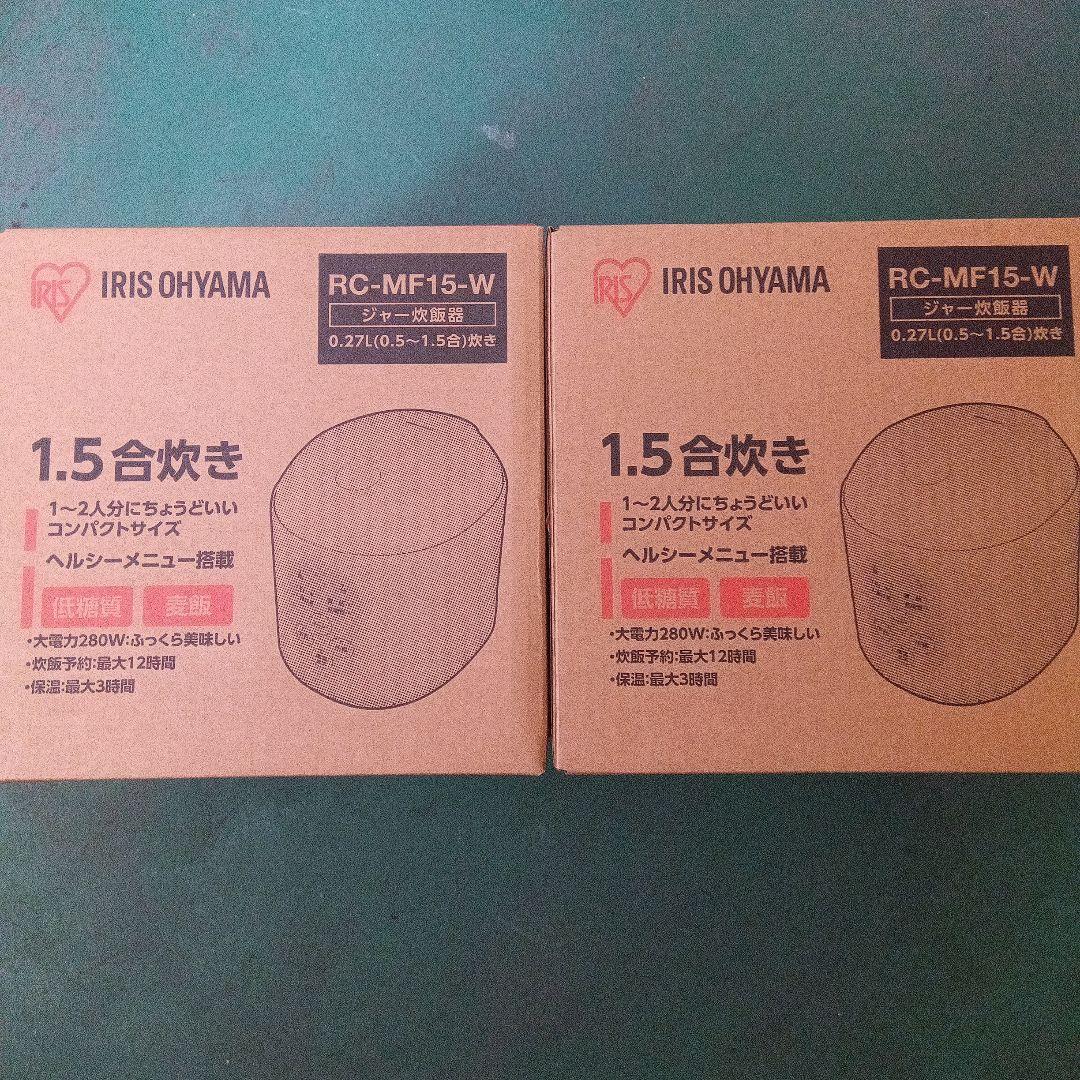 IRIS
IRIS OHYAMA
RC-MF15-W
ジャー炊飯器
0.27L(0.5〜1.5合)炊き
1.5合炊き
1〜2人分にちょうどいい
コンパクトサイズ
ヘルシーメニュー搭載
低糖質 麦飯
・大電力280W:ふっくら美味しい
・炊飯予約:最大12時間
・保温:最大3時間
IRIS
IRIS OHYAMA
RC-MF15-W
ジャー炊飯器
0.27L(0.5〜1.5合)炊き
1.5合炊き
1〜2人分にちょうどいい
コンパクトサイズ
ヘルシーメニュー搭載
低糖質 麦飯
・大電力280W:ふっくら美味しい
・炊飯予約:最大12時間
・保温:最大3時間